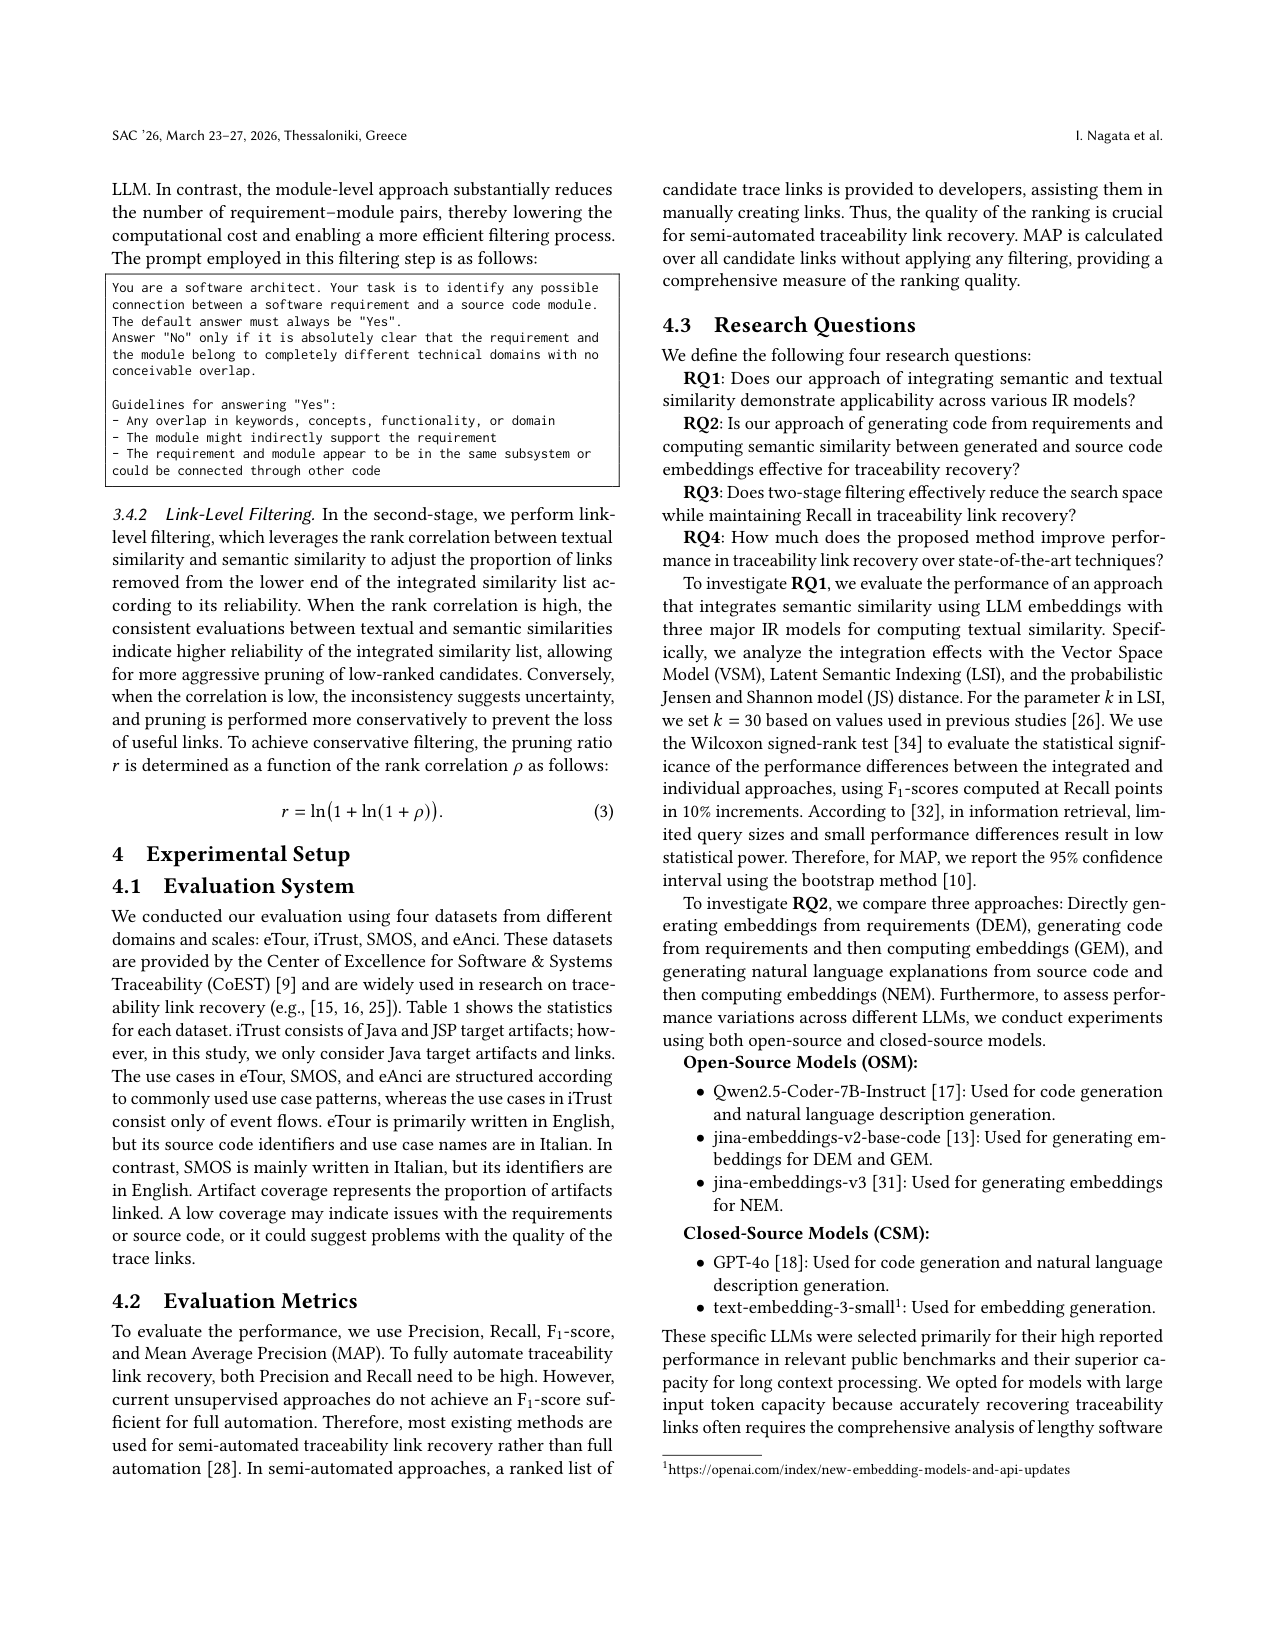 SAC ’26, March 23–27, 2026, Thessaloniki, Greece
I. Nagata et al.
LLM. In contrast, the module-level approach substantially reduces
the number of requirement–module pairs, thereby lowering the
computational cost and enabling a more efficient filtering process.
The prompt employed in this filtering step is as follows:
You are a software architect. Your task is to identify any possible
connection between a software requirement and a source code module.
The default answer must always be "Yes".
Answer "No" only if it is absolutely clear that the requirement and
the module belong to completely different technical domains with no
conceivable overlap.
Guidelines for answering "Yes":
– Any overlap in keywords, concepts, functionality, or domain
– The module might indirectly support the requirement
– The requirement and module appear to be in the same subsystem or
could be connected through other code
3.4.2 Link-Level Filtering. In the second-stage, we perform link-
level filtering, which leverages the rank correlation between textual
similarity and semantic similarity to adjust the proportion of links
removed from the lower end of the integrated similarity list ac-
cording to its reliability. When the rank correlation is high, the
consistent evaluations between textual and semantic similarities
indicate higher reliability of the integrated similarity list, allowing
for more aggressive pruning of low-ranked candidates. Conversely,
when the correlation is low, the inconsistency suggests uncertainty,
and pruning is performed more conservatively to prevent the loss
of useful links. To achieve conservative filtering, the pruning ratio
r is determined as a function of the rank correlation ρ as follows:
r = ln(1 + ln(1 + ρ)). (3)
4 Experimental Setup
4.1 Evaluation System
We conducted our evaluation using four datasets from different
domains and scales: eTour, iTrust, SMOS, and eAnci. These datasets
are provided by the Center of Excellence for Software & Systems
Traceability (CoEST) [9] and are widely used in research on trace-
ability link recovery (e.g., [15, 16, 25]). Table 1 shows the statistics
for each dataset. iTrust consists of Java and JSP target artifacts; how-
ever, in this study, we only consider Java target artifacts and links.
The use cases in eTour, SMOS, and eAnci are structured according
to commonly used use case patterns, whereas the use cases in iTrust
consist only of event flows. eTour is primarily written in English,
but its source code identifiers and use case names are in Italian. In
contrast, SMOS is mainly written in Italian, but its identifiers are
in English. Artifact coverage represents the proportion of artifacts
linked. A low coverage may indicate issues with the requirements
or source code, or it could suggest problems with the quality of the
trace links.
4.2 Evaluation Metrics
To evaluate the performance, we use Precision, Recall, F1-score,
and Mean Average Precision (MAP). To fully automate traceability
link recovery, both Precision and Recall need to be high. However,
current unsupervised approaches do not achieve an F1-score suf-
ficient for full automation. Therefore, most existing methods are
used for semi-automated traceability link recovery rather than full
automation [28]. In semi-automated approaches, a ranked list of
candidate trace links is provided to developers, assisting them in
manually creating links. Thus, the quality of the ranking is crucial
for semi-automated traceability link recovery. MAP is calculated
over all candidate links without applying any filtering, providing a
comprehensive measure of the ranking quality.
4.3 Research Questions
We define the following four research questions:
RQ1: Does our approach of integrating semantic and textual
similarity demonstrate applicability across various IR models?
RQ2: Is our approach of generating code from requirements and
computing semantic similarity between generated and source code
embeddings effective for traceability recovery?
RQ3: Does two-stage filtering effectively reduce the search space
while maintaining Recall in traceability link recovery?
RQ4: How much does the proposed method improve perfor-
mance in traceability link recovery over state-of-the-art techniques?
To investigate RQ1, we evaluate the performance of an approach
that integrates semantic similarity using LLM embeddings with
three major IR models for computing textual similarity. Specif-
ically, we analyze the integration effects with the Vector Space
Model (VSM), Latent Semantic Indexing (LSI), and the probabilistic
Jensen and Shannon model (JS) distance. For the parameter k in LSI,
we set k = 30 based on values used in previous studies [26]. We use
the Wilcoxon signed-rank test [34] to evaluate the statistical signif-
icance of the performance differences between the integrated and
individual approaches, using F1-scores computed at Recall points
in 10% increments. According to [32], in information retrieval, lim-
ited query sizes and small performance differences result in low
statistical power. Therefore, for MAP, we report the 95% confidence
interval using the bootstrap method [10].
To investigate RQ2, we compare three approaches: Directly gen-
erating embeddings from requirements (DEM), generating code
from requirements and then computing embeddings (GEM), and
generating natural language explanations from source code and
then computing embeddings (NEM). Furthermore, to assess perfor-
mance variations across different LLMs, we conduct experiments
using both open-source and closed-source models.
Open-Source Models (OSM):
• Qwen2.5-Coder-7B-Instruct [17]: Used for code generation
and natural language description generation.
• jina-embeddings-v2-base-code [13]: Used for generating em-
beddings for DEM and GEM.
• jina-embeddings-v3 [31]: Used for generating embeddings
for NEM.
Closed-Source Models (CSM):
• GPT-4o [18]: Used for code generation and natural language
description generation.
• text-embedding-3-small1: Used for embedding generation.
These specific LLMs were selected primarily for their high reported
performance in relevant public benchmarks and their superior ca-
pacity for long context processing. We opted for models with large
input token capacity because accurately recovering traceability
links often requires the comprehensive analysis of lengthy software
1https://openai.com/index/new-embedding-models-and-api-updates